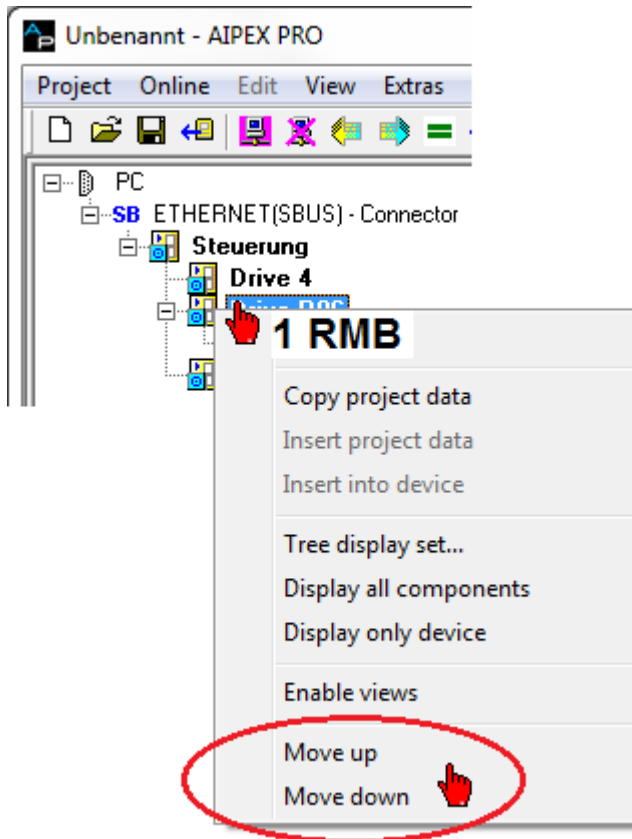 Unbenannt - AIPEX PRO
Project Online Edit View Extras
PC
SB ETHERNET(SBUS) - Connector
Steuerung
Drive 4
1 RMB
Copy project data
Insert project data
Insert into device
Tree display set...
Display all components
Display only device
Enable views
Move up
Move down